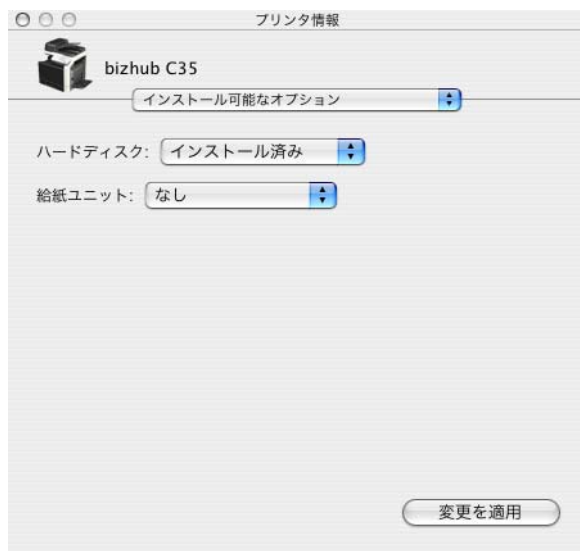 プリンタ情報
bizhub C35
インストール可能なオプション
ハードディスク: インストール済み
給紙ユニット: なし
変更を適用